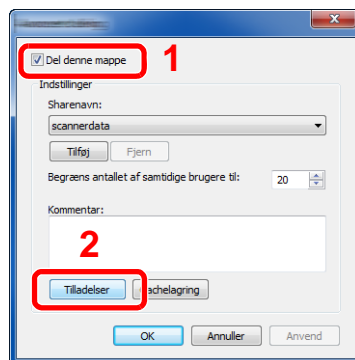 Del denne mappe
1
Indstillinger
Sharenavn:
scannerdata
Tilføj Fjern
Begræns antallet af samtidige brugere til: 20
Kommentar:
2
Tilladelser Cachelagring
OK Annuller Anvend